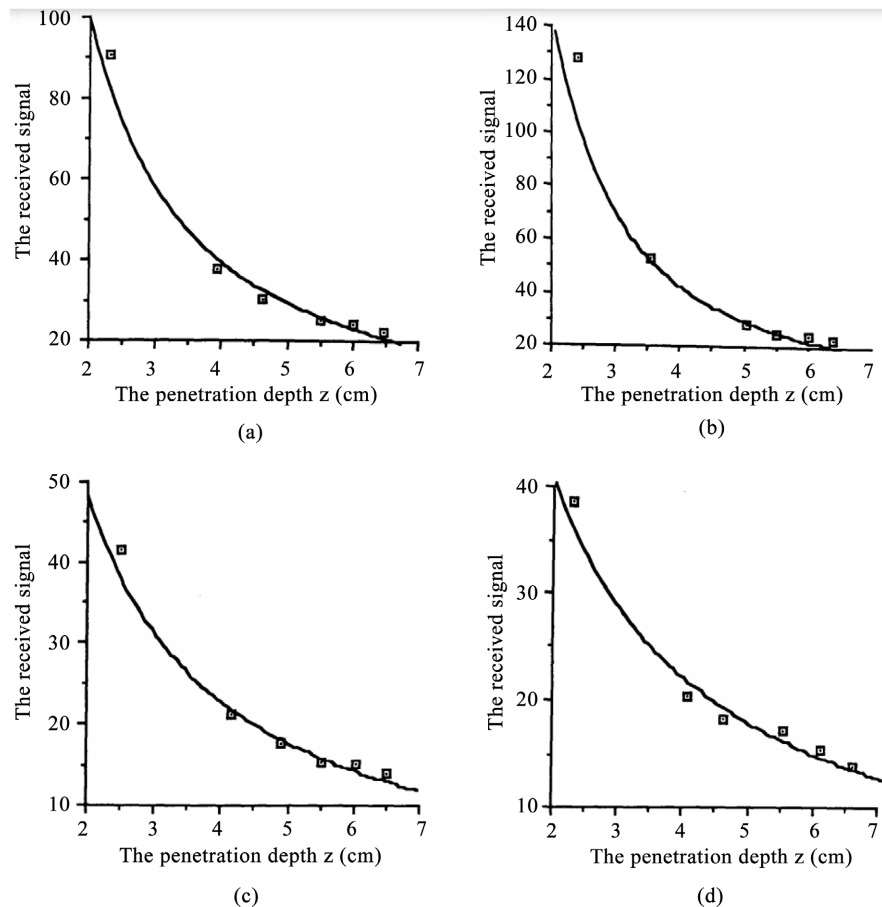 100
80
60
40
20
2 3 4 5 6 7
The received signal
The penetration depth z (cm)
(a)
140
120
100
80
60
40
20
2 3 4 5 6 7
The received signal
The penetration depth z (cm)
(b)
50
40
30
20
10
2 3 4 5 6 7
The received signal
The penetration depth z (cm)
(c)
40
30
20
10
2 3 4 5 6 7
The received signal
The penetration depth z (cm)
(d)